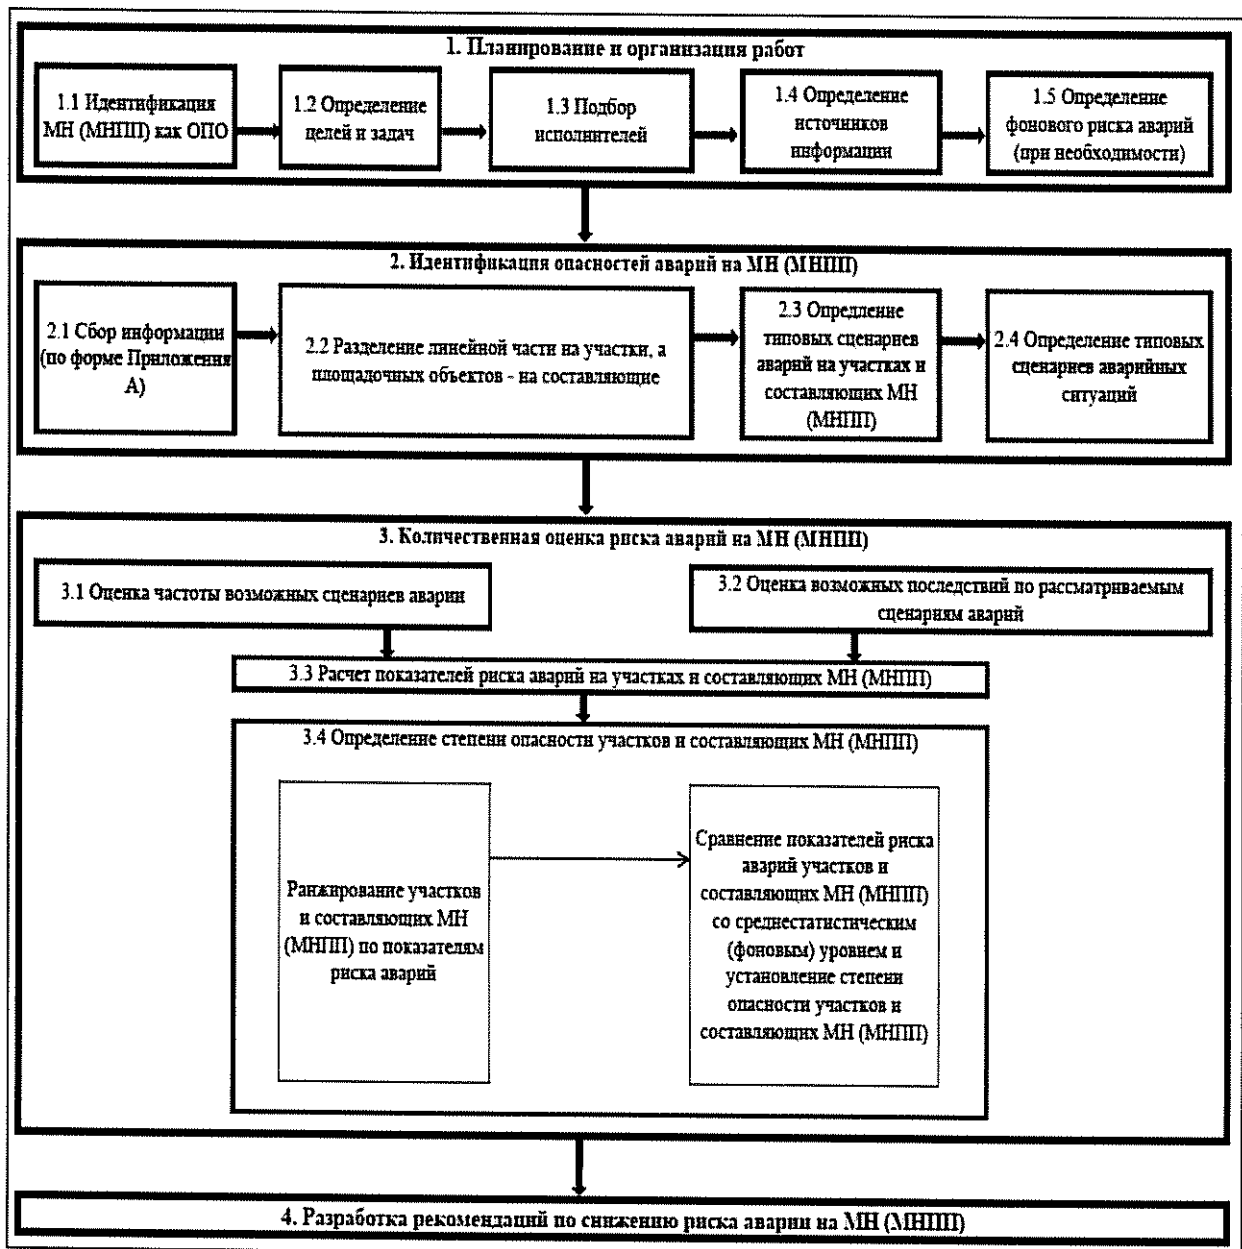 1. Планирование и организация работ
1.1 Идентификация
МН (МНПП) как ОПО
1.2 Определение
целей и задач
1.3 Подбор
исполнителей
1.4 Определение
источников
информации
1.5 Определение
фонового риска аварий
(при необходимости)
2. Идентификация опасностей аварий на МН (МНПП)
2.1 Сбор информации
(по форме Приложения
А)
2.2 Разделение линейной части на участки, а
площадочных объектов - на составляющие
2.3 Опредление
типовых сценариев
аварий на участках и
составляющих МН
(МНПП)
2.4 Определение типовых
сценариев аварийных
ситуаций
3. Количественная оценка риска аварий на МН (МНПП)
3.1 Оценка частоты возможных сценариев аварии
3.2 Оценка возможных последствий по рассматриваемым
сценариям аварий
3.3 Расчет показателей риска аварий на участках и составляющих МН (МНПП)
3.4 Определение степени опасности участков и составляющих МН (МНПП)
Ранжирование участков
и составляющих МН
(МНПП) по показателям
риска аварий
Сравнение показателей риска
аварий участков и
составляющих МН (МНПП)
со среднестатистическим
(фоновым) уровнем и
установление степени
опасности участков и
составляющих МН (МНПП)
4. Разработка рекомендаций по снижению риска аварии на МН (МНПП)